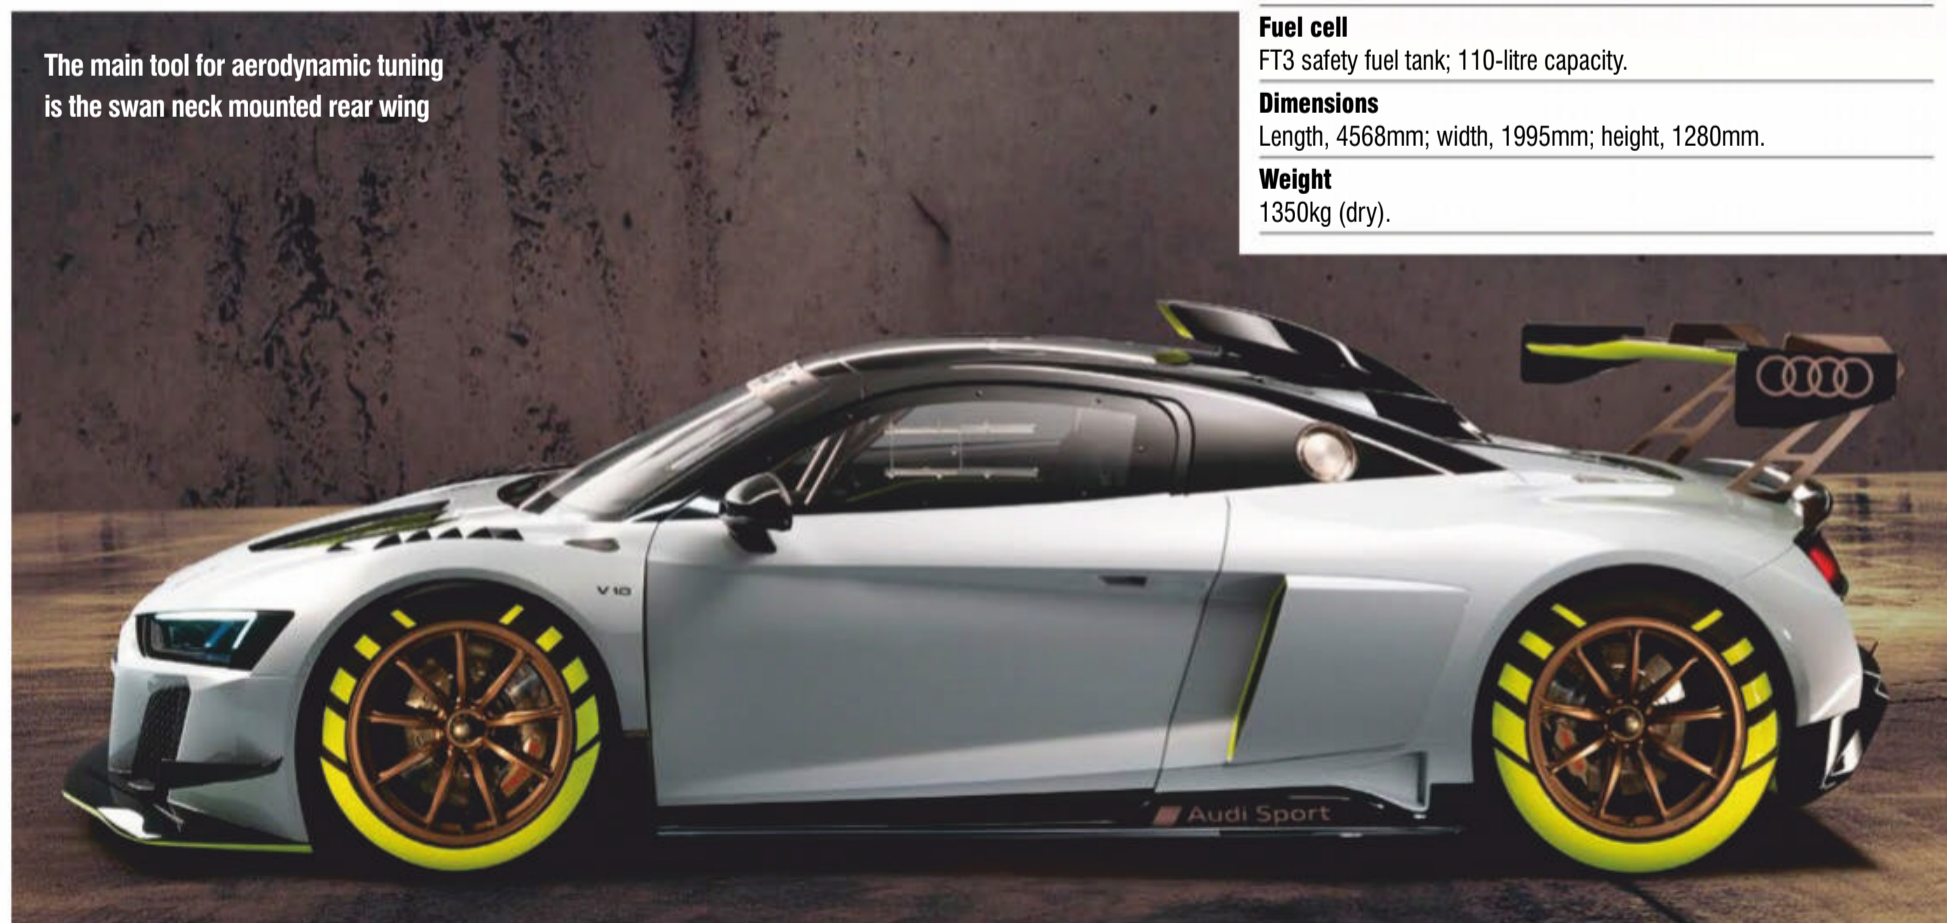 The main tool for aerodynamic tuning
is the swan neck mounted rear wing
Fuel cell
FT3 safety fuel tank; 110-litre capacity.
Dimensions
Length, 4568mm; width, 1995mm; height, 1280mm.
Weight
1350kg (dry).
V10
Audi Sport